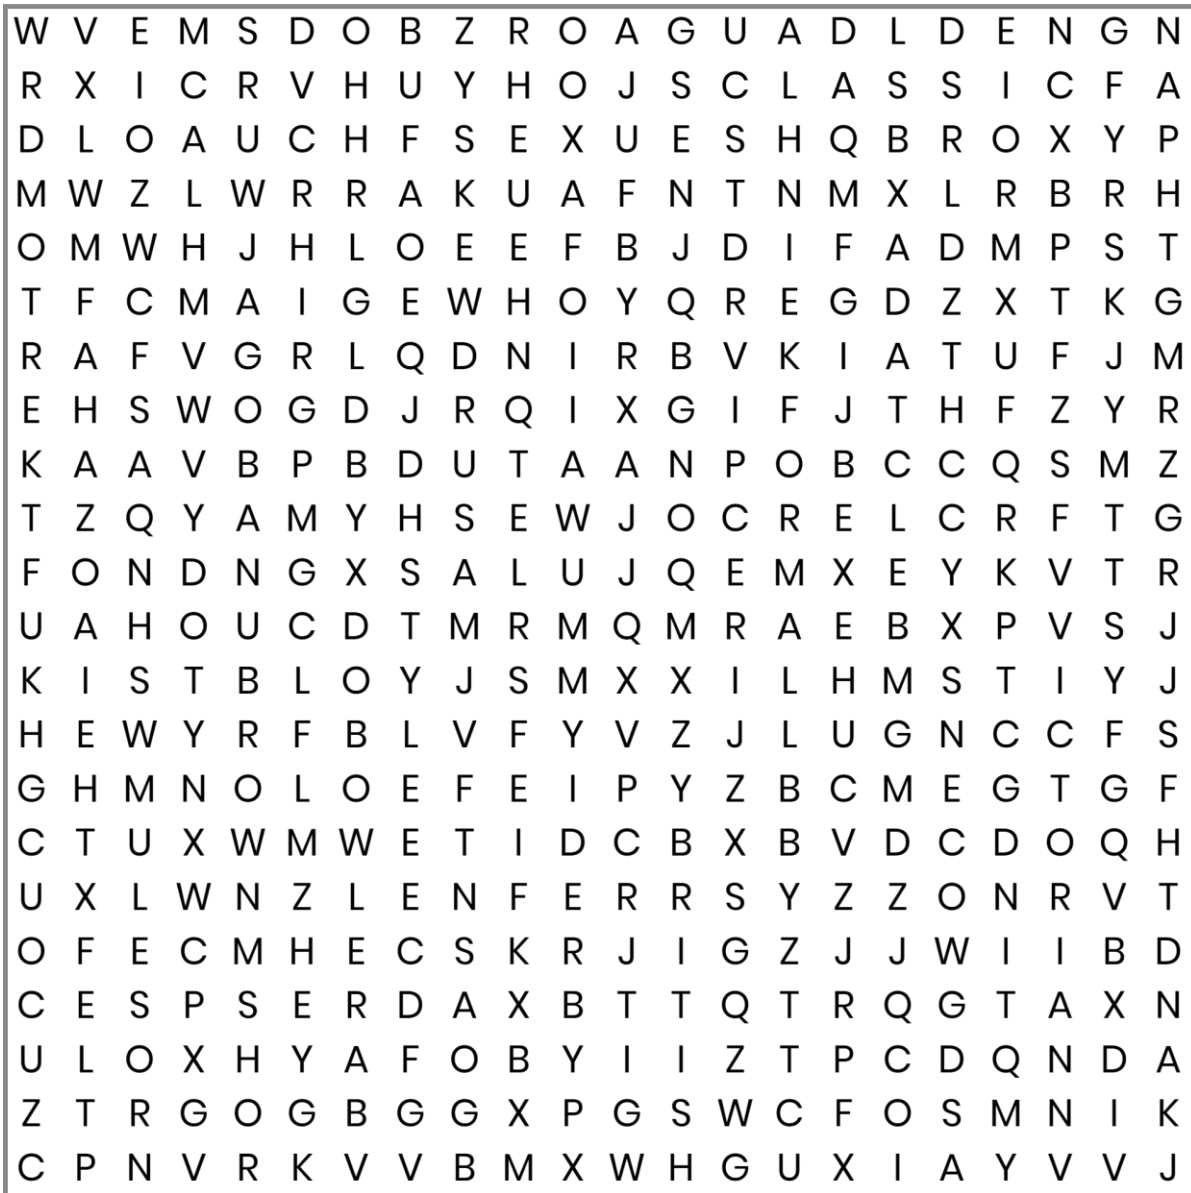 W V E M S D O B Z R O A G U A D L D E N G N
R X I C R V H U Y H O J S C L A S S I C F A
D L O A U C H F S E X U E S H Q B R O X Y P
M W Z L W R R A K U A F N T N M X L R B R H
O M W H J H L O E E F B J D I F A D M P S T
T F C M A I G E W H O Y Q R E G D Z X T K G
R A F V G R L Q D N I R B V K I A T U F J M
E H S W O G D J R Q I X G I F J T H F Z Y R
K A A V B P B D U T A A N P O B C C Q S M Z
T Z Q Y A M Y H S E W J O C R E L C R F T G
F O N D N G X S A L U J Q E M X E Y K V T R
U A H O U C D T M R M Q M R A E B X P V S J
K I S T B L O Y J S M X X I L H M S T I Y J
H E W Y R F B L V F Y V Z J L U G N C C F S
G H M N O L O E F E I P Y Z B C M E G T G F
C T U X W M W E T I D C B X B V D C D O Q H
U X L W N Z L E N F E R R S Y Z Z O N R V T
O F E C M H E C S K R J I G Z J J W I I B D
C E S P S E R D A X B T T Q T R Q G T A X N
U L O X H Y A F O B Y I I Z T P C D Q N D A
Z T R G O G B G G X P G S W C F O S M N I K
C P N V R K V V B M X W H G U X I A Y V V J